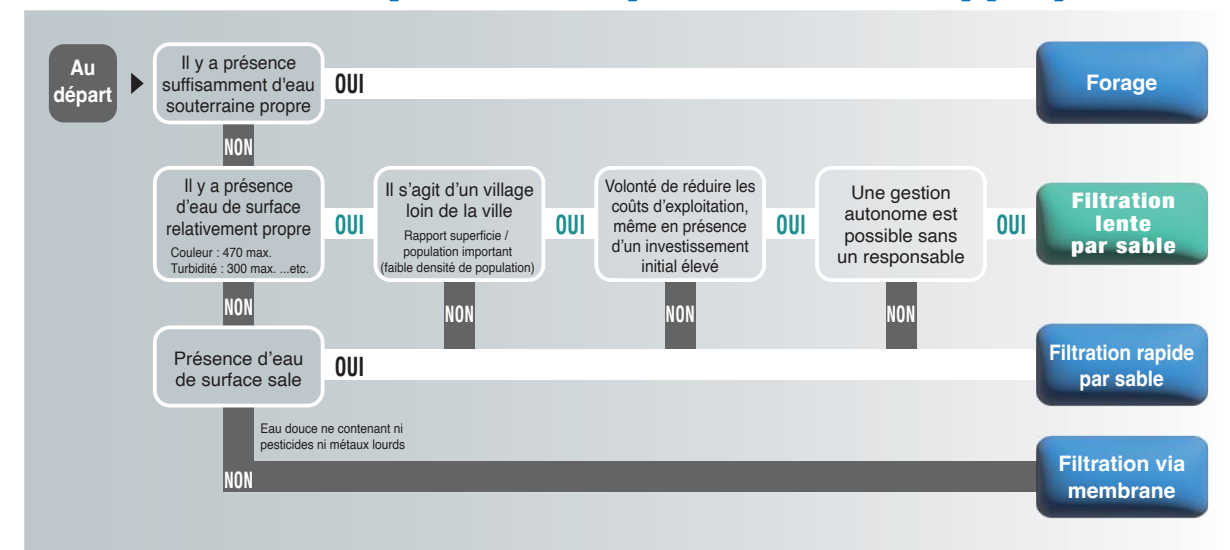 Au
départ
Il y a présence
suffisamment d'eau
souterraine propre
OUI
Forage
NON
Il y a présence
d'eau de surface
relativement propre
Couleur : 470 max.
Turbidité : 300 max. ...etc.
OUI
Il s'agit d'un village
loin de la ville
Rapport superficie /
population important
(faible densité de population)
OUI
Volonté de réduire les
coûts d'exploitation,
même en présence
d'un investissement
initial élevé
OUI
Une gestion
autonome est
possible sans
un responsable
OUI
Filtration
lente
par sable
NON
NON
NON
NON
Présence d'eau
de surface sale
OUI
Filtration rapide
par sable
Eau douce ne contenant ni
pesticides ni métaux lourds
NON
Filtration via
membrane